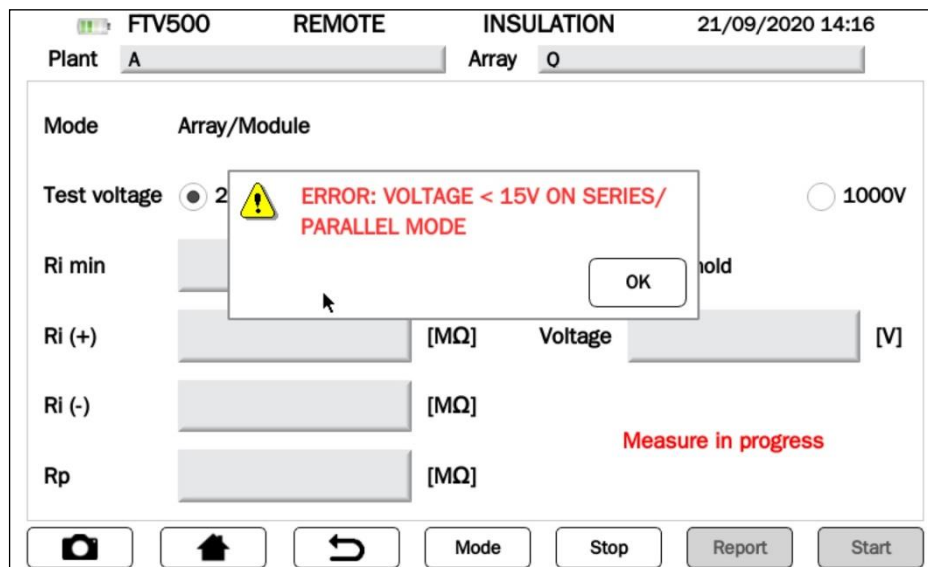 FTV500 REMOTE INSULATION 21/09/2020 14:16
Plant A Array O
Mode Array/Module
Test voltage 2 1000V
ERROR: VOLTAGE < 15V ON SERIES/
PARALLEL MODE
Ri min
OK
Ri (+) [MΩ] Voltage [V]
Ri (-) [MΩ]
Measure in progress
Rp [MΩ]
Mode Stop Report Start